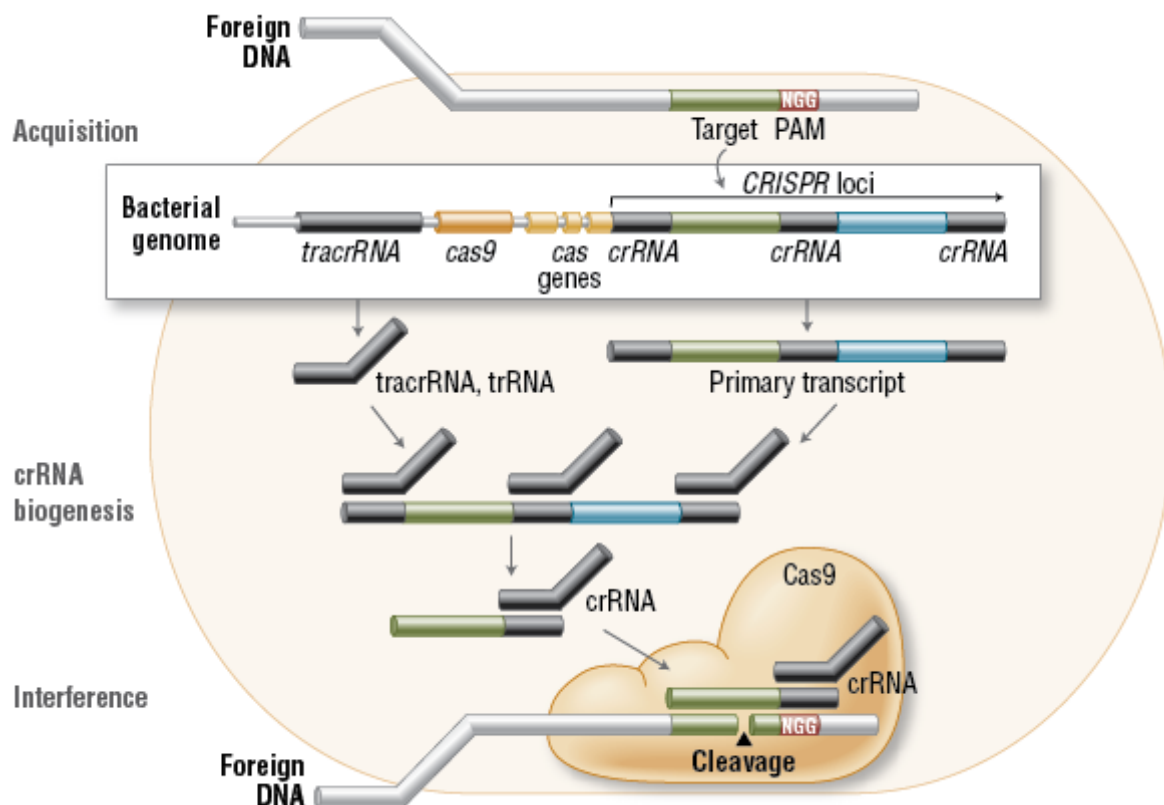 Foreign
DNA
NGG
Acquisition
Target PAM
CRISPR loci
Bacterial
genome
tracrRNA cas9 cas
genes crRNA crRNA crRNA
tracrRNA, trRNA
Primary transcript
crRNA
biogenesis
Cas9
crRNA
crRNA
Interference
NGG
Cleavage
Foreign
DNA